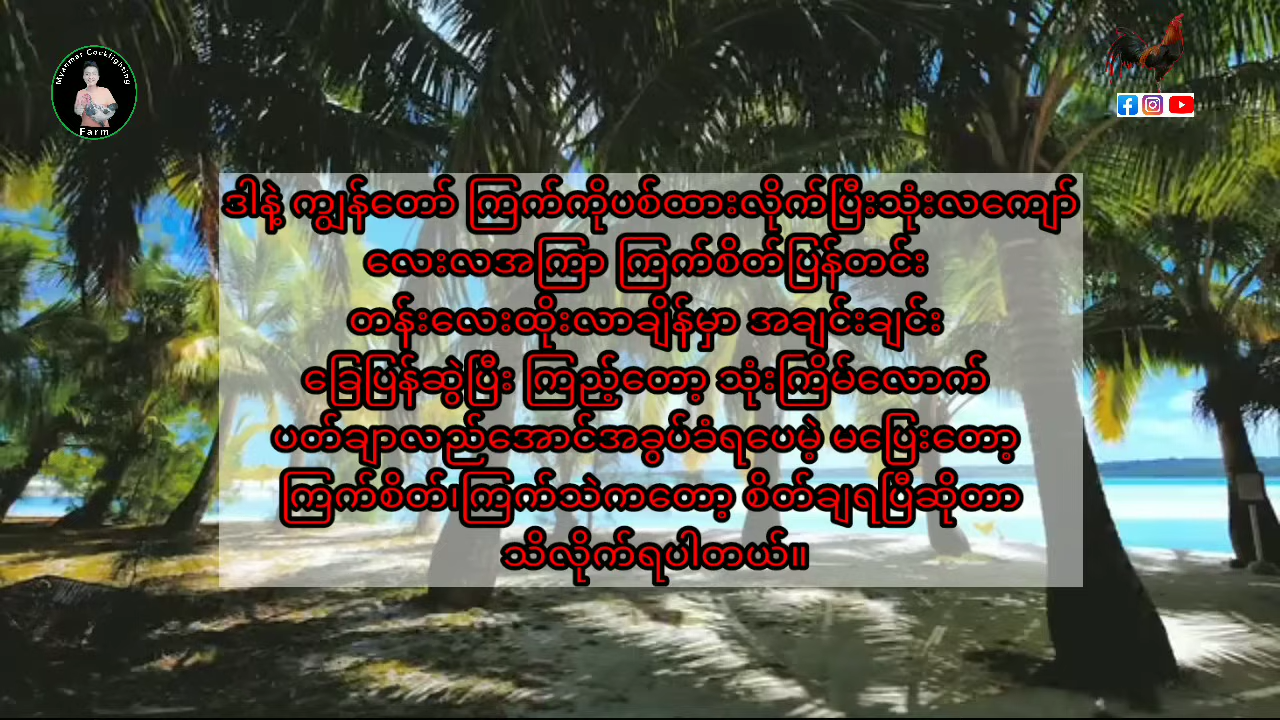 Myanmar Cockfighting
Farm
ဒါနဲ့ ကျွန်တော် ကြက်ကိုပစ်ထားလိုက်ပြီးသုံးလကျော်
လေးလအကြာ ကြက်စိတ်ပြန်တင်း
တန်းလေးထိုးလာချိန်မှာ အချင်းချင်း
ခြေပြန်ဆွဲပြီး ကြည့်တော့ သုံးကြိမ်လောက်
ပတ်ချာလည်အောင်အခွပ်ခံရပေမဲ့ မပြေးတော့
ကြက်စိတ်၊ကြက်သဲကတော့ စိတ်ချရပြီဆိုတာ
သိလိုက်ရပါတယ်။